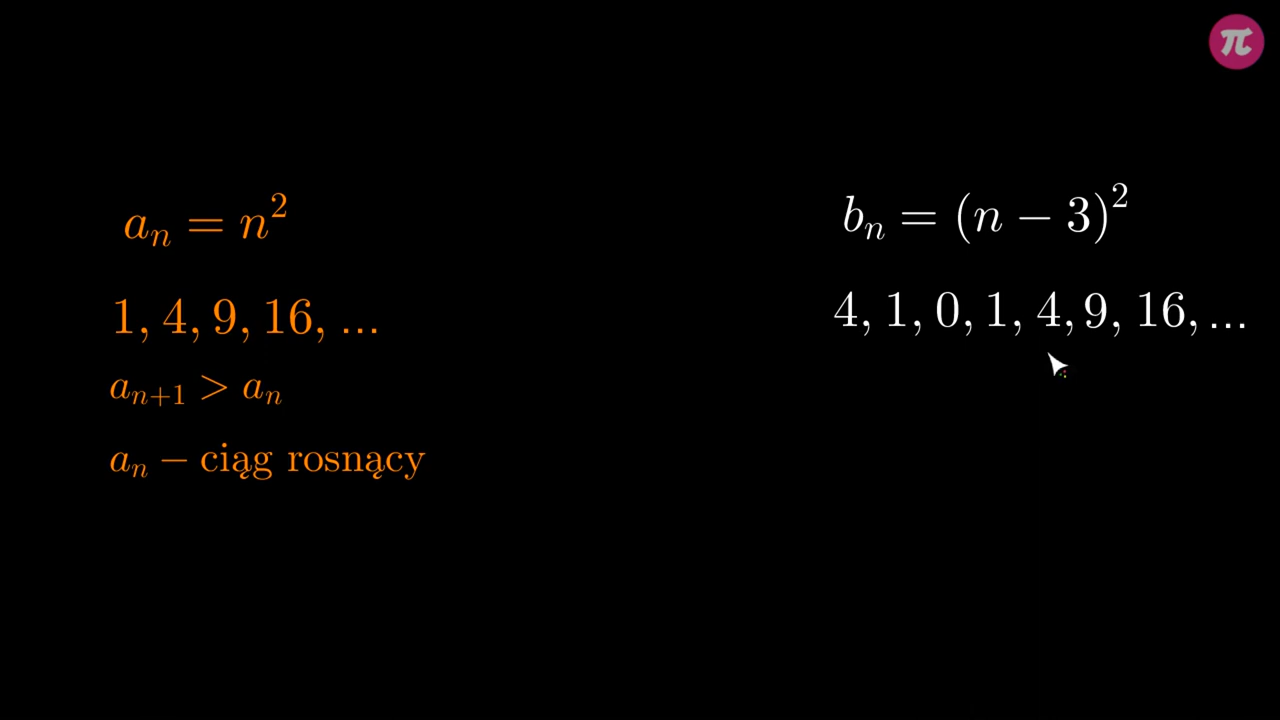 π
aₙ = n²
1, 4, 9, 16, ...
aₙ₊₁ > aₙ
aₙ – ciąg rosnący
bₙ = (n − 3)²
4, 1, 0, 1, 4, 9, 16, ...